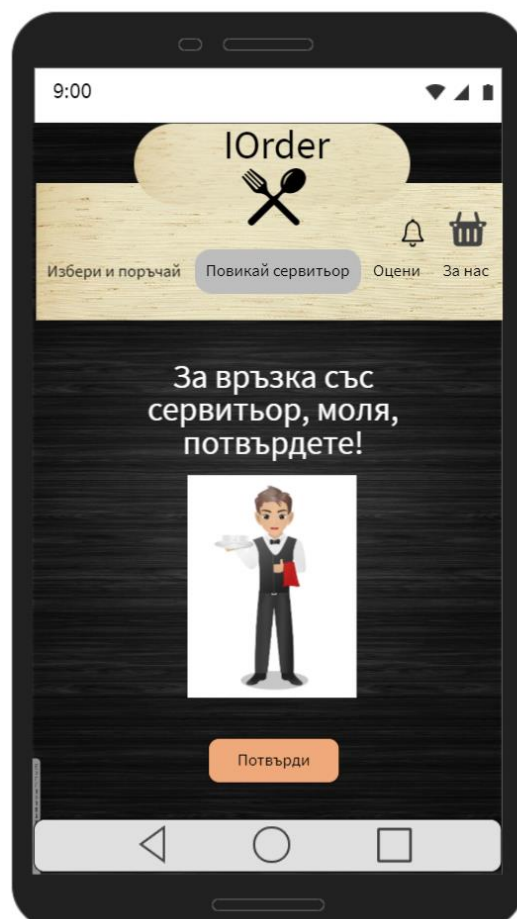 9:00
IOrder
Избери и поръчай Повикай сервитьор Оцени За нас
За връзка със
сервитьор, моля,
потвърдете!
Потвърди